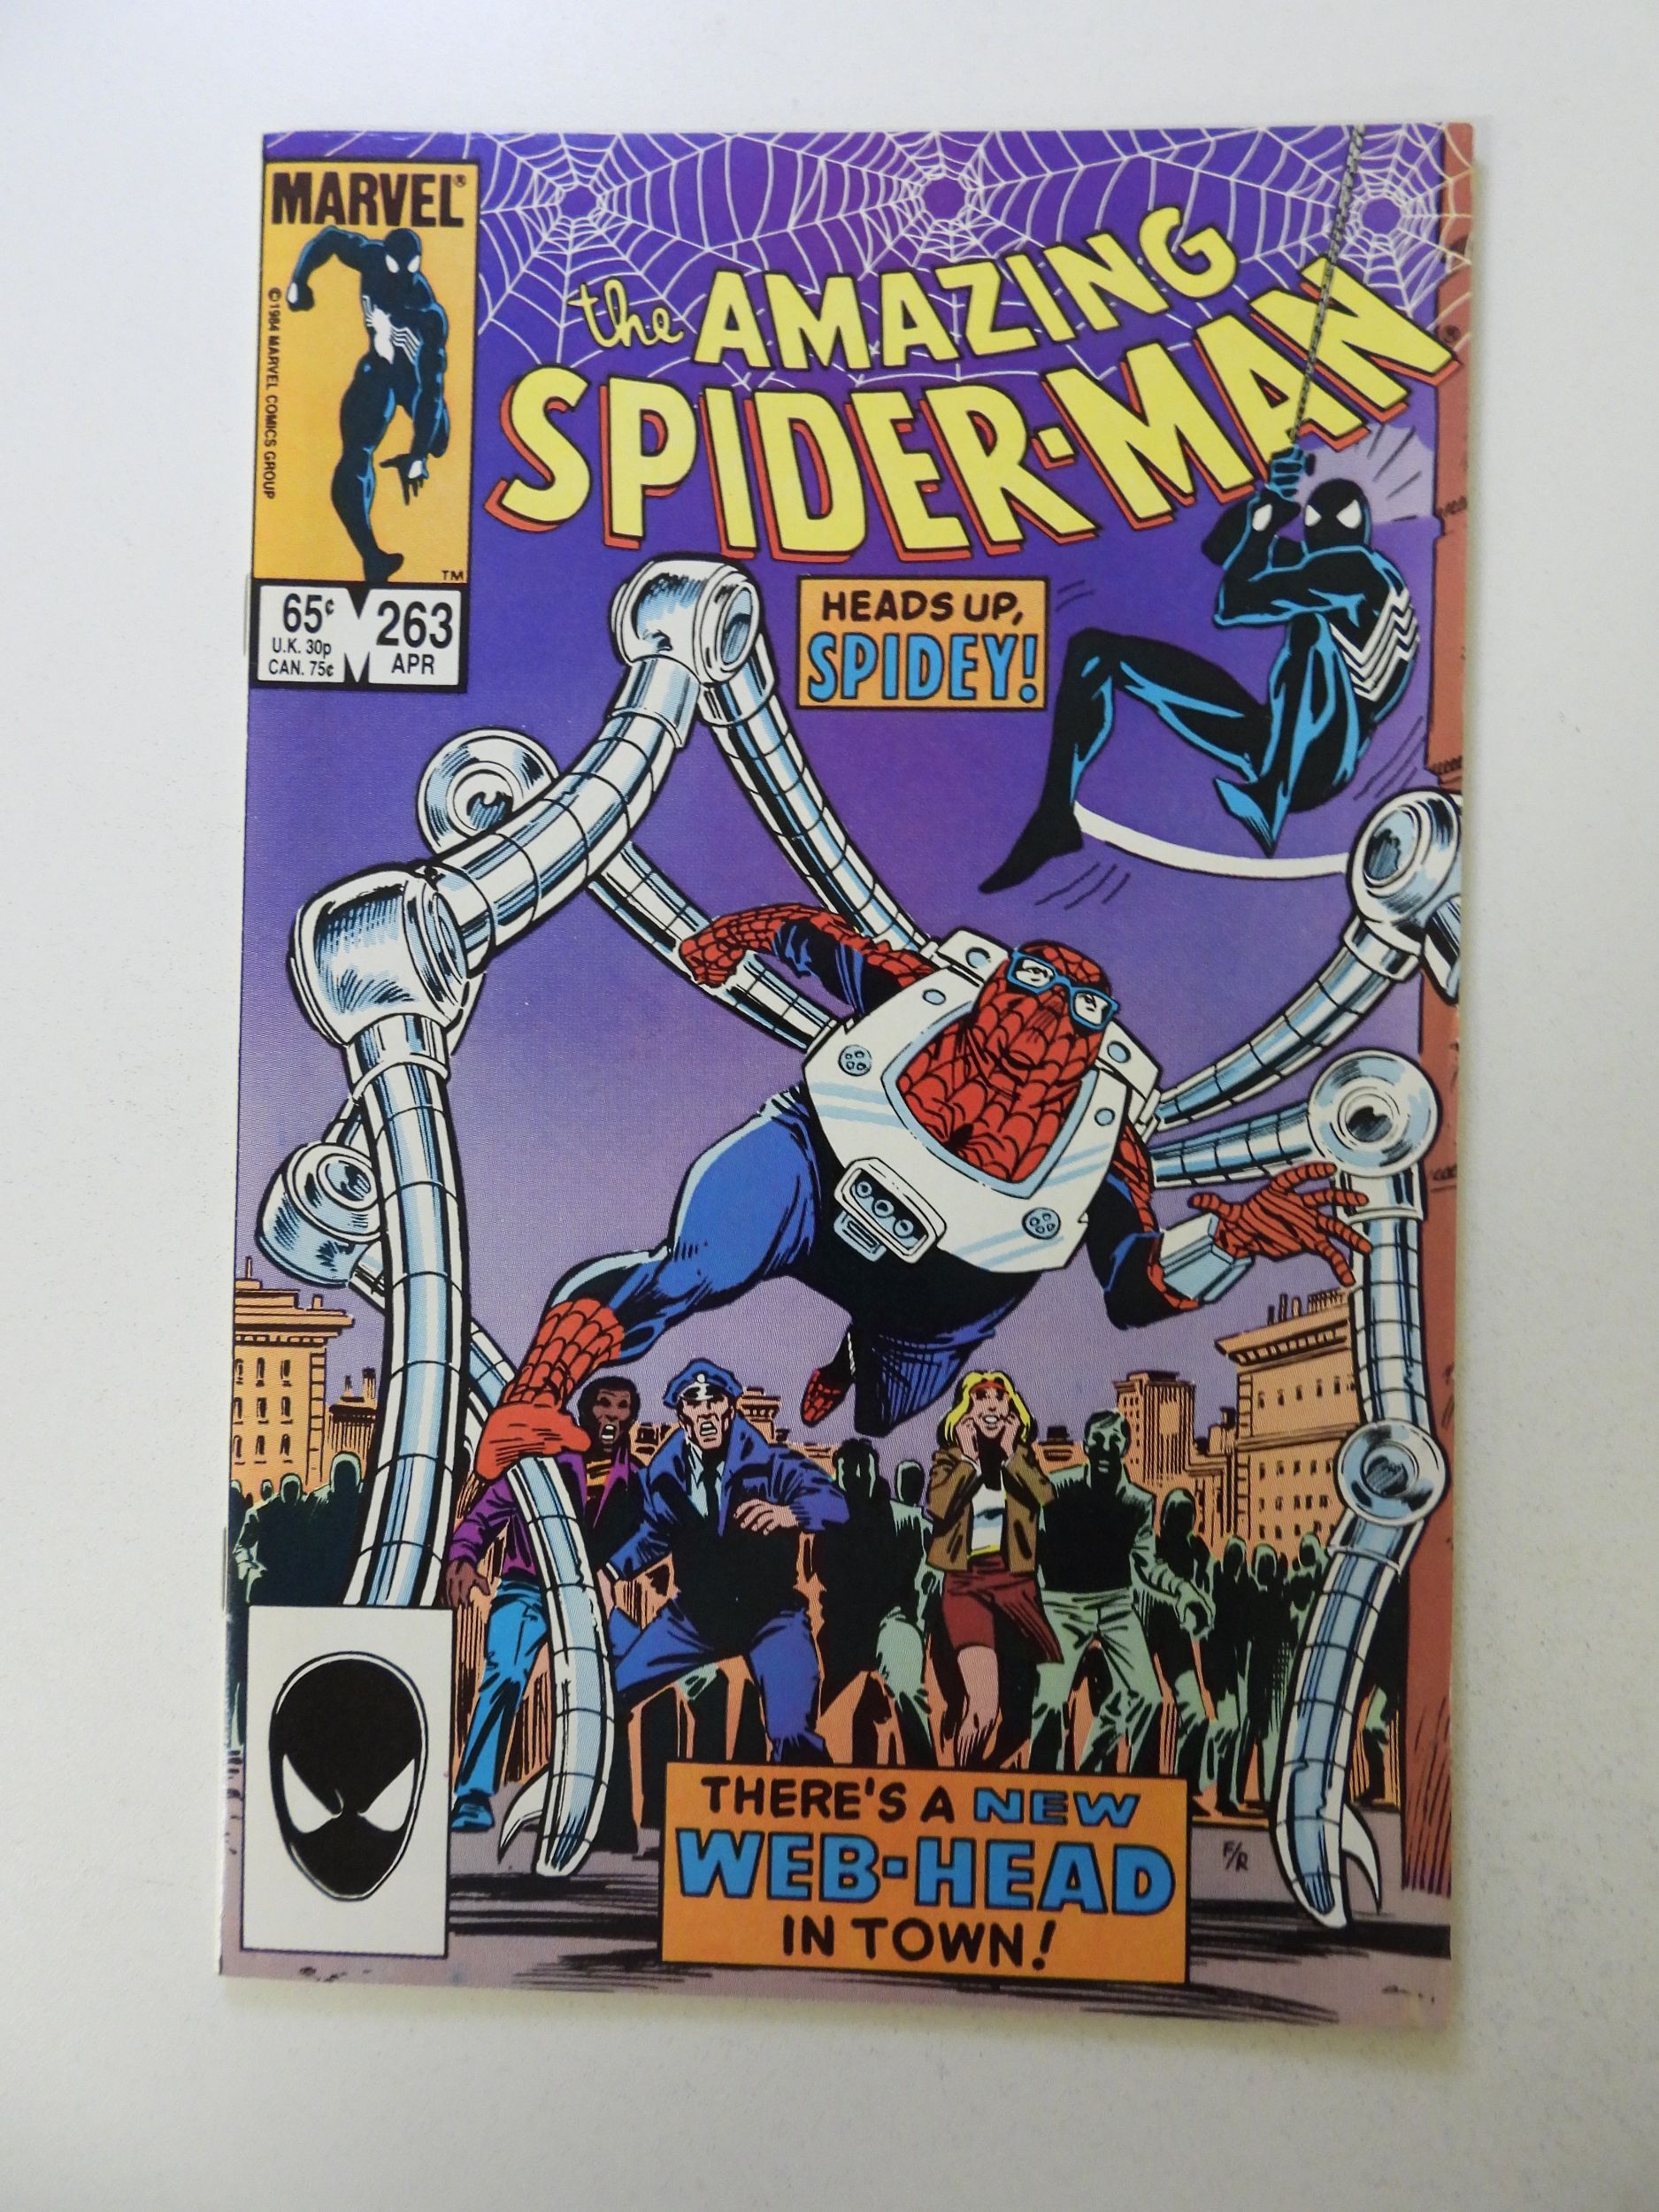 MARVEL®
©1984 MARVEL COMICS GROUP
TM
65¢
U.K. 30p
CAN. 75¢
M
263
APR
the AMAZING
SPIDER-MAN®
HEADS UP,
SPIDEY!
THERE'S A NEW
WEB-HEAD
IN TOWN!
F/R